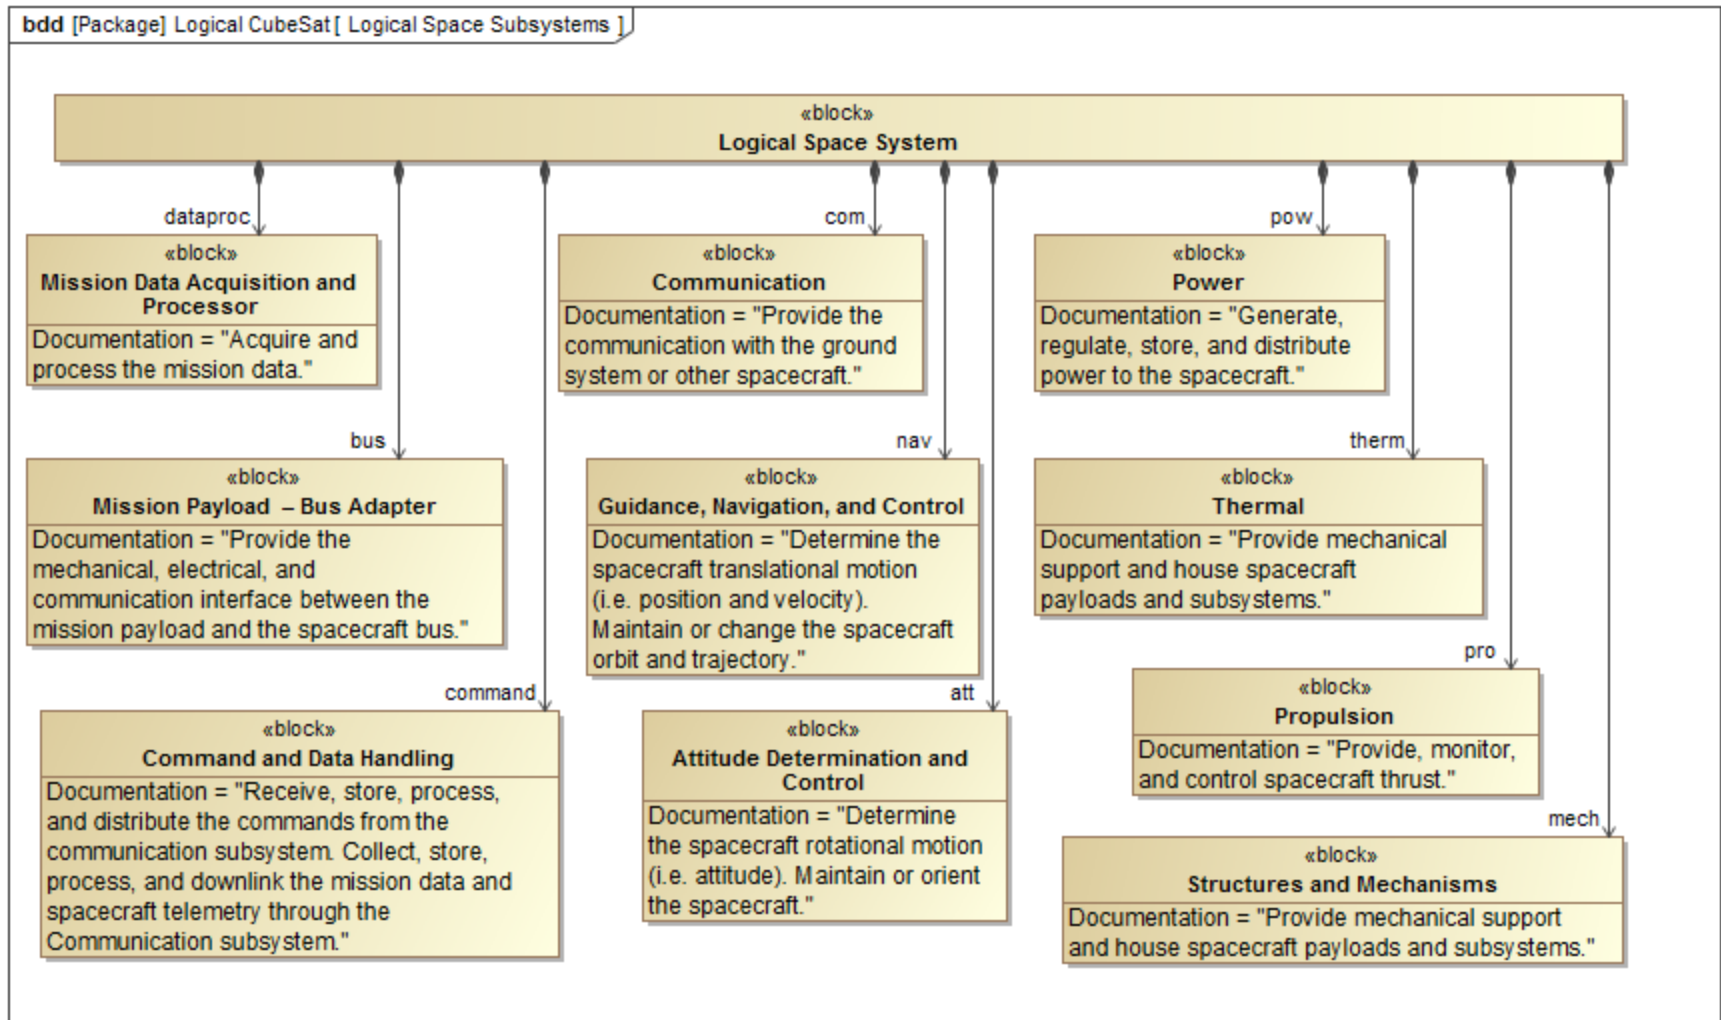 bdd [Package] Logical CubeSat[ Logical Space Subsystems ]
«block»
Logical Space System
dataproc
«block»
Mission Data Acquisition and
Processor
Documentation = "Acquire and
process the mission data."
bus
«block»
Mission Payload – Bus Adapter
Documentation = "Provide the
mechanical, electrical, and
communication interface between the
mission payload and the spacecraft bus."
command
«block»
Command and Data Handling
Documentation = "Receive, store, process,
and distribute the commands from the
communication subsystem. Collect, store,
process, and downlink the mission data and
spacecraft telemetry through the
Communication subsystem."
com
«block»
Communication
Documentation = "Provide the
communication with the ground
system or other spacecraft."
nav
«block»
Guidance, Navigation, and Control
Documentation = "Determine the
spacecraft translational motion
(i.e. position and velocity).
Maintain or change the spacecraft
orbit and trajectory."
att
«block»
Attitude Determination and
Control
Documentation = "Determine
the spacecraft rotational motion
(i.e. attitude). Maintain or orient
the spacecraft."
pow
«block»
Power
Documentation = "Generate,
regulate, store, and distribute
power to the spacecraft."
therm
«block»
Thermal
Documentation = "Provide mechanical
support and house spacecraft
payloads and subsystems."
pro
«block»
Propulsion
Documentation = "Provide, monitor,
and control spacecraft thrust."
mech
«block»
Structures and Mechanisms
Documentation = "Provide mechanical support
and house spacecraft payloads and subsystems."